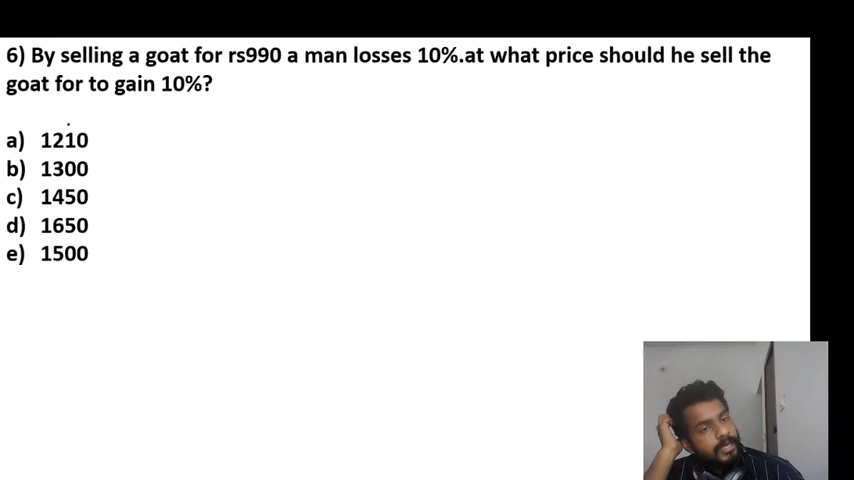 6) By selling a goat for rs990 a man losses 10%.at what price should he sell the
goat for to gain 10%?
a) 1210
b) 1300
c) 1450
d) 1650
e) 1500